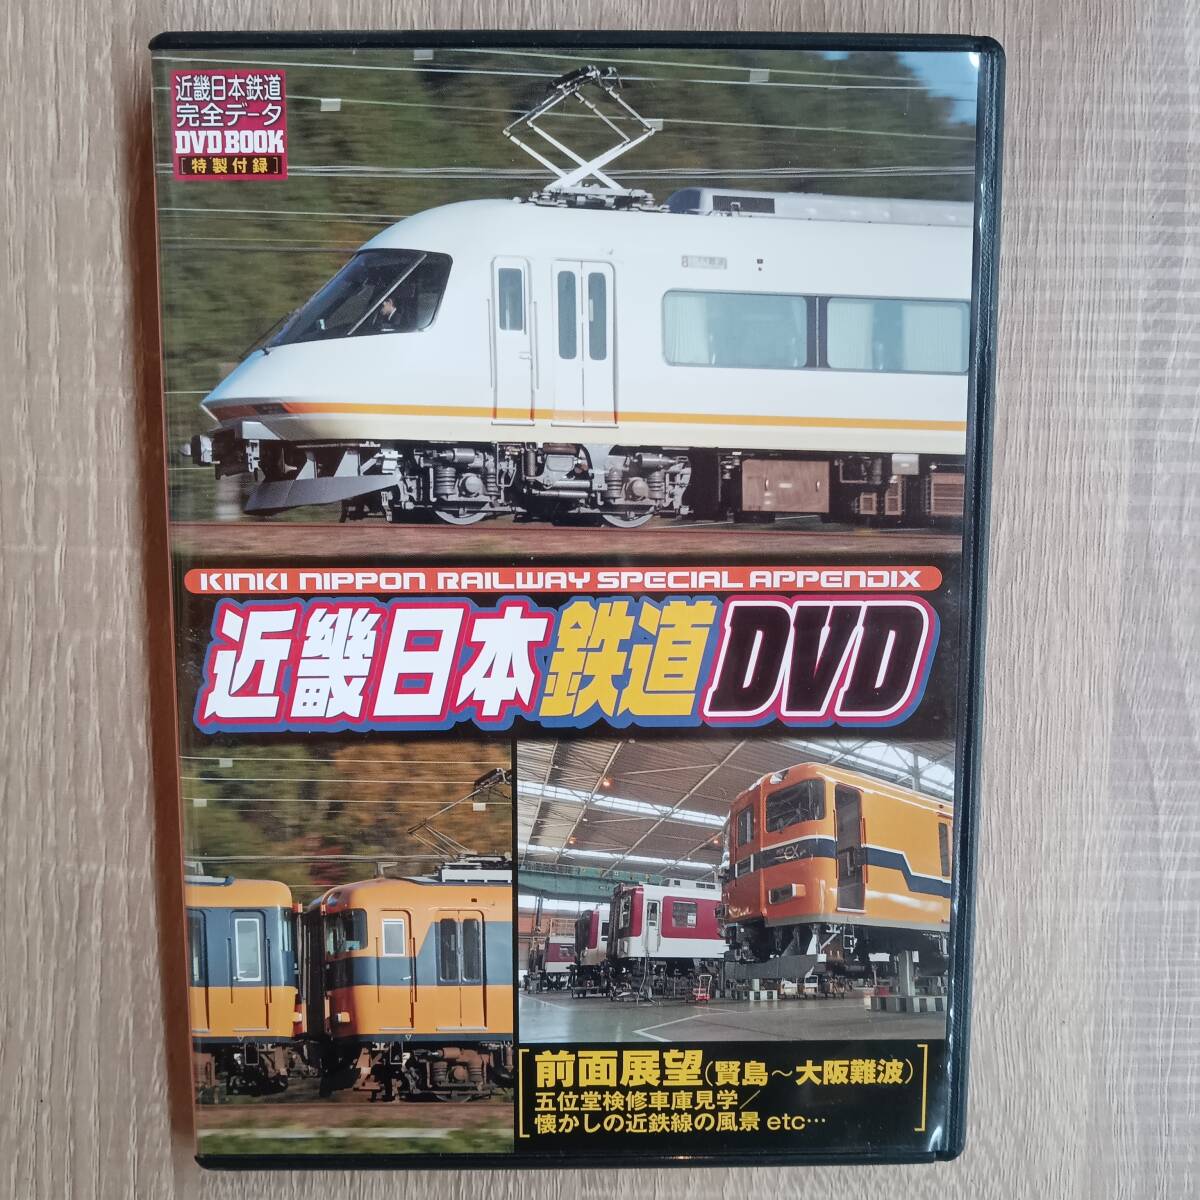 近畿日本鉄道
完全データ
DVD BOOK
[特製付録]
KINKI NIPPON RAILWAY SPECIAL APPENDIX
近畿日本鉄道DVD
前面展望(賢島～大阪難波)
五位堂検修車庫見学／
懐かしの近鉄線の風景 etc…